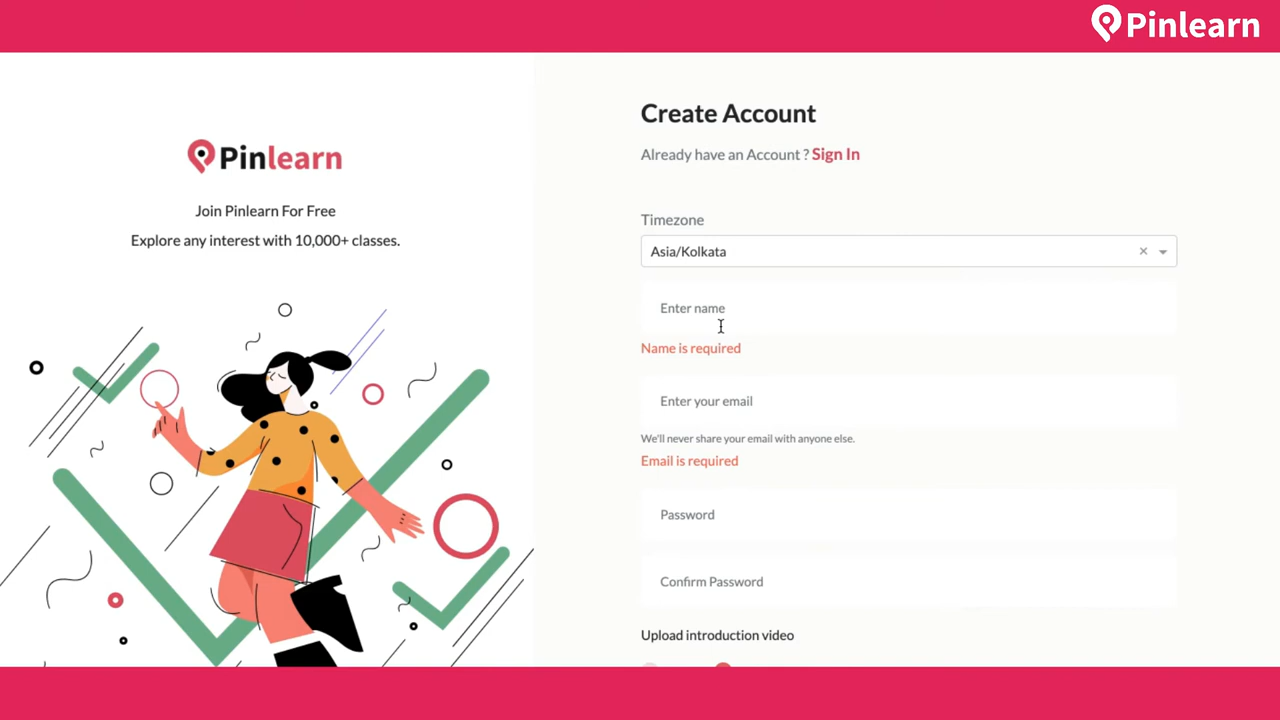 Pinlearn
Pinlearn
Join Pinlearn For Free
Explore any interest with 10,000+ classes.
Create Account
Already have an Account ? Sign In
Timezone
Asia/Kolkata
Enter name
Name is required
Enter your email
We'll never share your email with anyone else.
Email is required
Password
Confirm Password
Upload introduction video